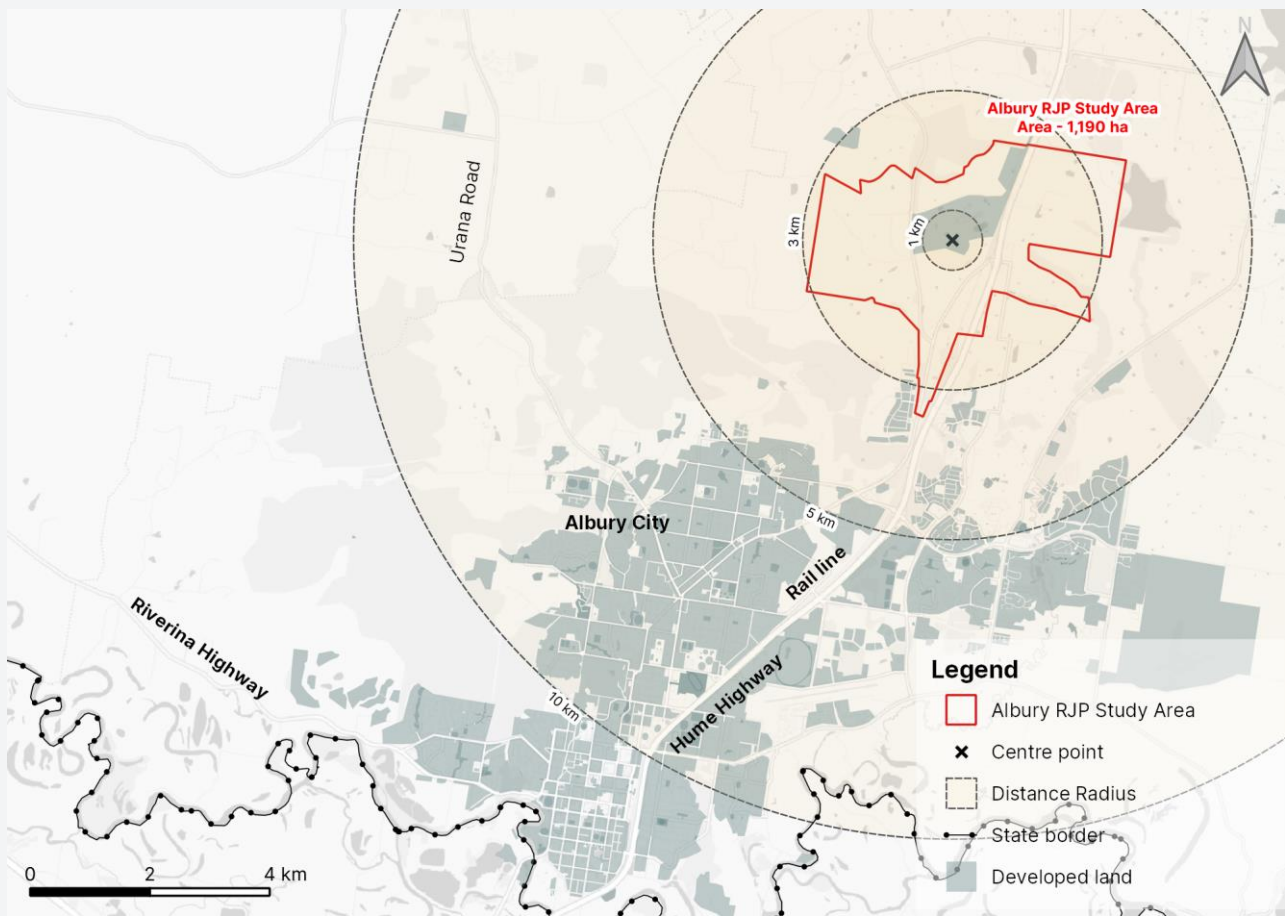 N
Albury RJP Study Area
Area - 1,190 ha
Urana Road
3 km
1 km
5 km
Albury City
Rail line
Riverina Highway
Hume Highway
10 km
Legend
Albury RJP Study Area
Centre point
Distance Radius
State border
Developed land
0 2 4 km